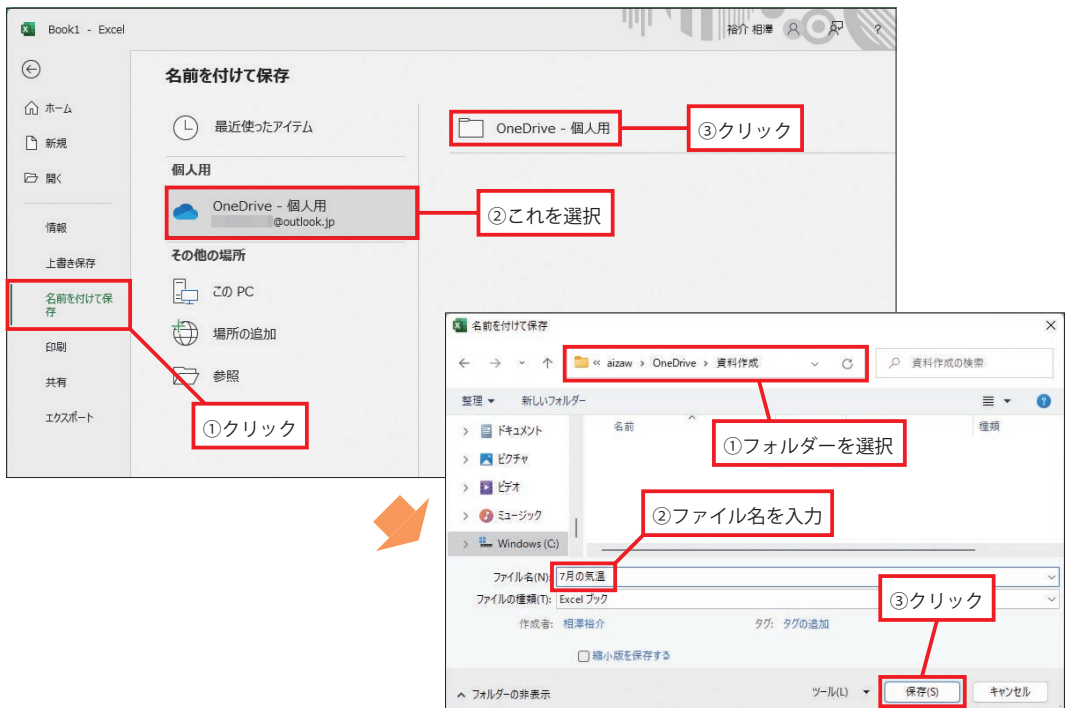 Book1 - Excel
裕介 相澤
?
名前を付けて保存
ホーム
新規
開く
情報
上書き保存
名前を付けて保
存
印刷
共有
エクスポート
①クリック
最近使ったアイテム
個人用
OneDrive - 個人用
@outlook.jp
②これを選択
その他の場所
この PC
場所の追加
参照
OneDrive - 個人用
③クリック
名前を付けて保存
« aizaw › OneDrive › 資料作成
資料作成の検索
①フォルダーを選択
整理
新しいフォルダー
?
名前
種類
ドキュメント
ピクチャ
ビデオ
ミュージック
Windows (C:)
②ファイル名を入力
ファイル名(N): 7月の気温
ファイルの種類(T): Excel ブック
作成者: 相澤裕介
タグ: タグの追加
縮小版を保存する
③クリック
フォルダーの非表示
ツール(L)
保存(S)
キャンセル